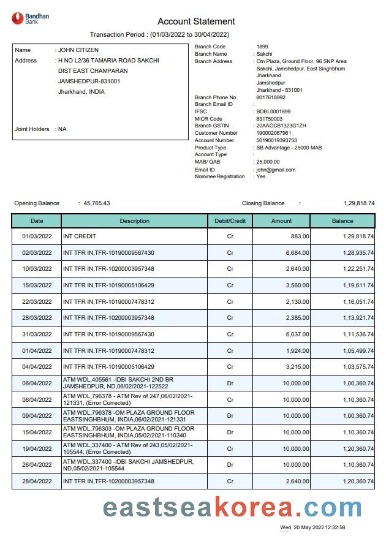 Bandhan
Bank
Account Statement
Transaction Period : (01/03/2022 to 30/04/2022)
Name : JOHN CITIZEN
Address : H NO L2/36 TAMARIA ROAD SAKCHI
DIST EAST CHAMPARAN
JAMSHEDPUR-831001
Jharkhand, INDIA
Joint Holders : NA
Branch Code : 1899
Branch Name : Sakchi
Branch Address : Om Plaza, Ground Floor, 96 SNP Area
Sakchi, Jamshedpur, East Singhbhum
Jharkhand
Jamshedpur
Jharkhand - 831001
Branch Phone No. : 8017618992
Branch Email ID :
IFSC : BDBL0001899
MICR Code : 831750003
Branch GSTIN : 20AAGCB1323G1ZH
Customer Number
Account Number : 50190019393753
Product Type : SB Advantage - 25000 MAB
Account Type
MAB/ QAB : 25,000.00
Email ID : john@gmail.com
Nominee Registration : Yes
Opening Balance : 45,765.43 Closing Balance : 1,29,818.74
Date Description Debit/Credit Amount Balance
01/03/2022 INT CREDIT Cr 883.00 1,29,818.74
02/03/2022 INT TFR IN,TFR-10190009567430 Cr 6,684.00 1,28,935.74
10/03/2022 INT TFR IN,TFR-10200003957348 Cr 2,640.00 1,22,251.74
15/03/2022 INT TFR IN,TFR-10190005106429 Cr 3,560.00 1,19,611.74
22/03/2022 INT TFR IN,TFR-10190007478312 Cr 2,130.00 1,16,051.74
28/03/2022 INT TFR IN,TFR-10200003957348 Cr 2,385.00 1,13,921.74
31/03/2022 INT TFR IN,TFR-10190009567430 Cr 6,037.00 1,11,536.74
01/04/2022 INT TFR IN,TFR-10190007478312 Cr 1,924.00 1,05,499.74
04/04/2022 INT TFR IN,TFR-10190005106429 Cr 3,215.00 1,03,575.74
06/04/2022 ATM WDL.405561 -IDBI SAKCHI 2ND BR
JAMSHEDPUR, ND,06/02/2021-122522 Dr 10,000.00 1,00,360.74
08/04/2022 ATM WDL.796378 - ATM Rev of 247,06/02/2021-
121331, (Error Corrected) Cr 10,000.00 1,10,360.74
09/04/2022 ATM WDL.796378 -OM PLAZA GROUND FLOOR
EASTSINGHBHUM, INDIA,06/02/2021-121331 Dr 10,000.00 1,00,360.74
15/04/2022 ATM WDL.796303 -OM PLAZA GROUND FLOOR
EASTSINGHBHUM, INDIA,05/02/2021-110340 Dr 10,000.00 1,10,360.74
19/04/2022 ATM WDL.337400 - ATM Rev of 243,05/02/2021-
105544, (Error Corrected) Cr 10,000.00 1,20,360.74
26/04/2022 ATM WDL.337400 -IDBI SAKCHI JAMSHEDPUR,
ND,05/02/2021-105544 Dr 10,000.00 1,10,360.74
28/04/2022 INT TFR IN,TFR-10200003957348 Cr 2,640.00 1,20,360.74
eastseakorea.com
Wed, 20 May 2022 12:32:58